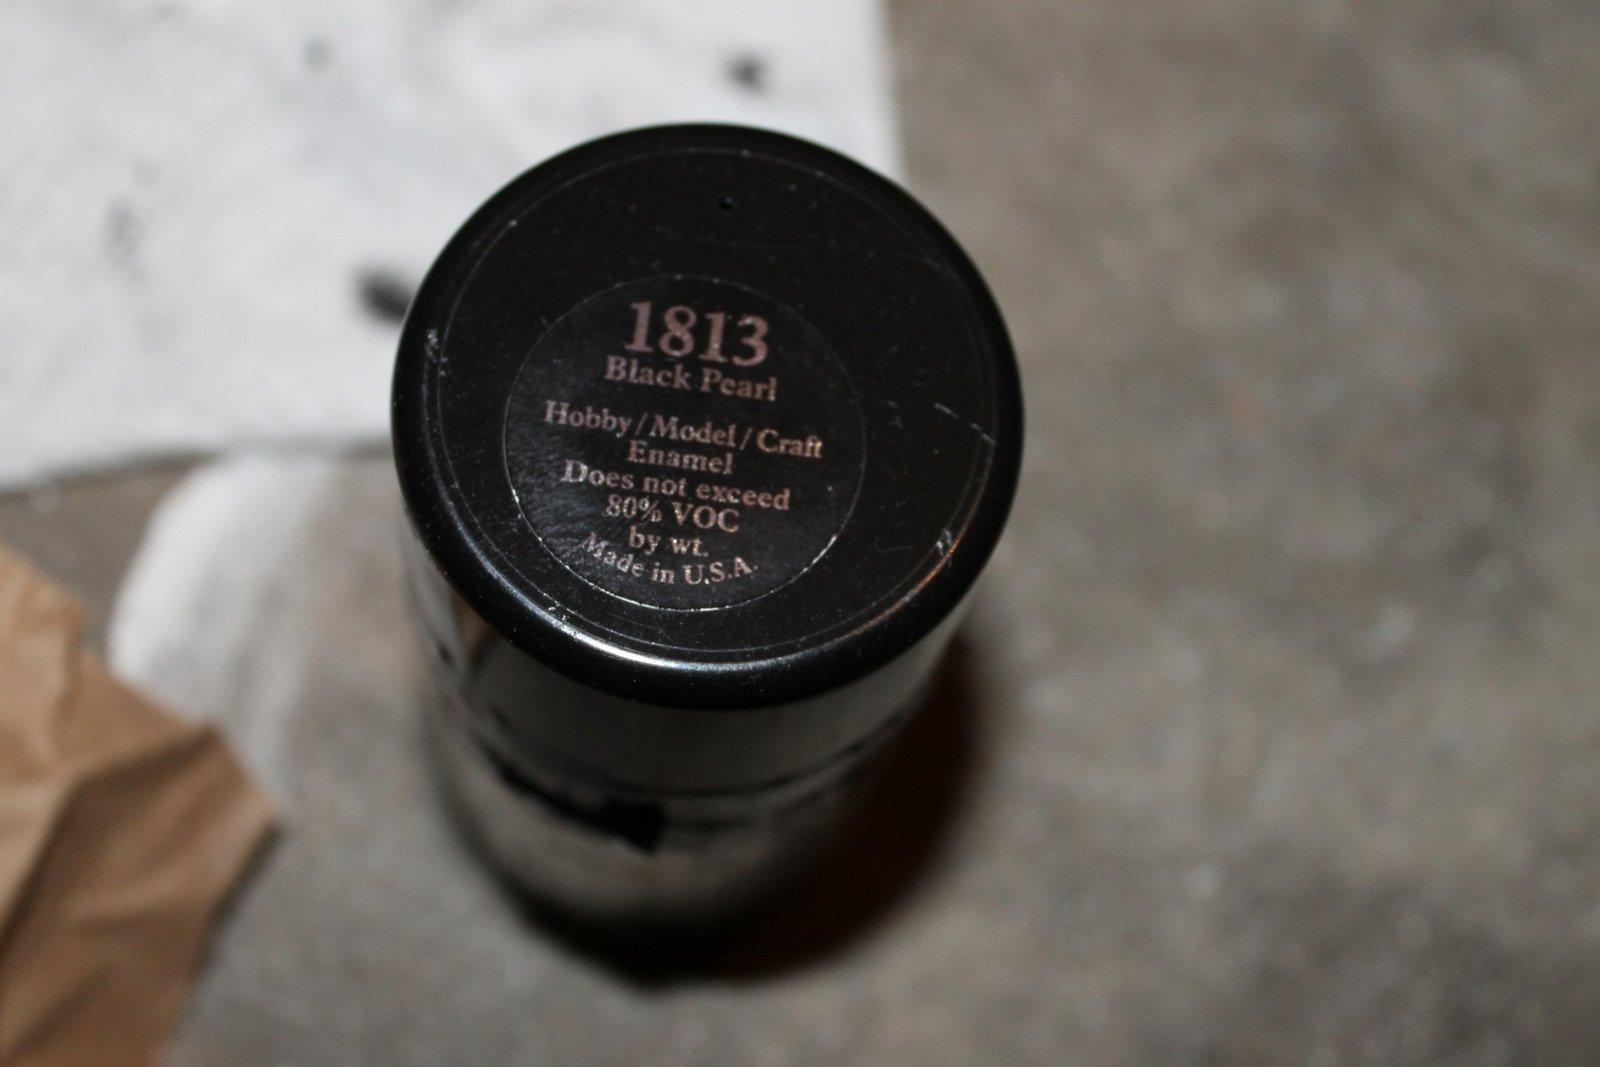 1813
Black Pearl
Hobby / Model / Craft
Enamel
Does not exceed
80% VOC
by wt.
Made in U.S.A.